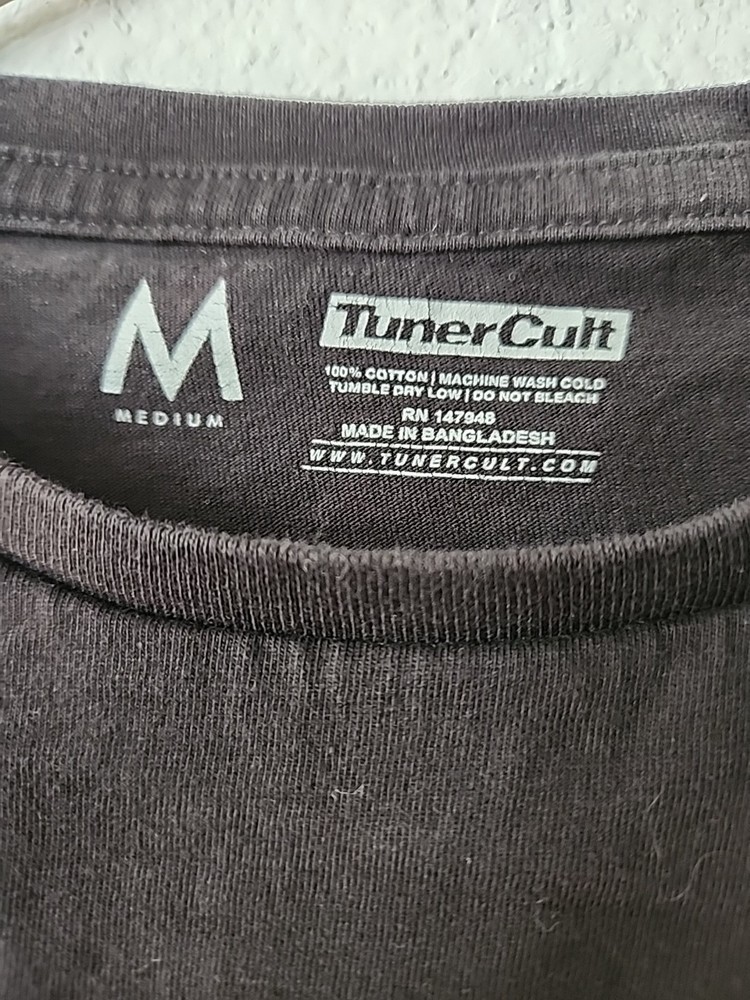 M
MEDIUM
TunerCult
100% COTTON | MACHINE WASH COLD
TUMBLE DRY LOW | DO NOT BLEACH
RN 147948
MADE IN BANGLADESH
WWW.TUNERCULT.COM